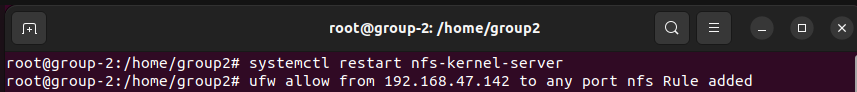 root@group-2: /home/group2
root@group-2:/home/group2# systemctl restart nfs-kernel-server
root@group-2:/home/group2# ufw allow from 192.168.47.142 to any port nfs Rule added